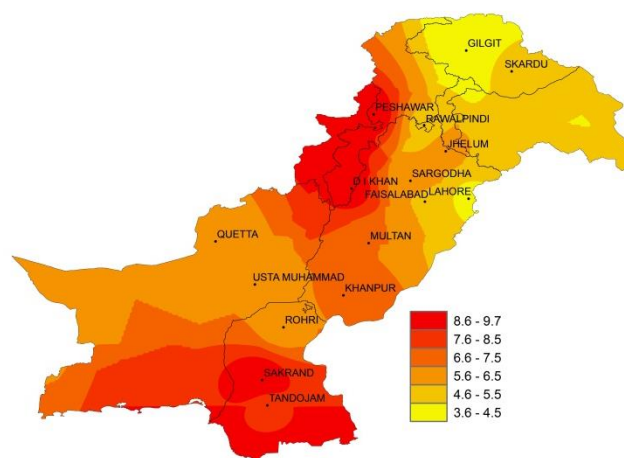 GILGIT
SKARDU
PESHAWAR
RAWALPINDI
JHELUM
SARGODHA
D I KHAN
FAISALABAD
LAHORE
QUETTA
MULTAN
USTA MUHAMMAD
KHANPUR
ROHRI
SAKRAND
TANDOJAM
8.6 - 9.7
7.6 - 8.5
6.6 - 7.5
5.6 - 6.5
4.6 - 5.5
3.6 - 4.5